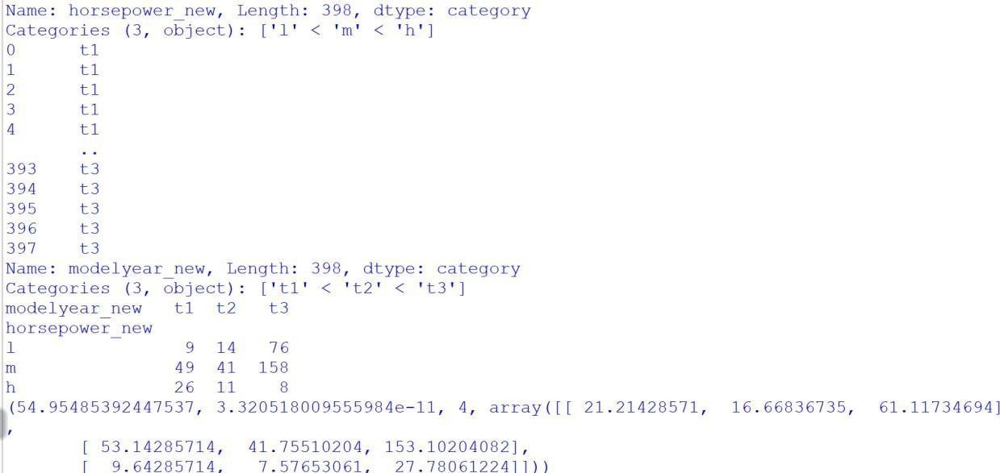 Name: horsepower_new, Length: 398, dtype: category
Categories (3, object): ['l' < 'm' < 'h']
0      t1
1      t1
2      t1
3      t1
4      t1
       ..
393    t3
394    t3
395    t3
396    t3
397    t3
Name: modelyear_new, Length: 398, dtype: category
Categories (3, object): ['t1' < 't2' < 't3']
modelyear_new   t1  t2   t3
horsepower_new
l                9  14   76
m               49  41  158
h               26  11    8
(54.95485392447537, 3.320518009555984e-11, 4, array([[ 21.21428571,  16.66836735,  61.11734694]
,
       [ 53.14285714,  41.75510204, 153.10204082],
       [  9.64285714,   7.57653061,  27.78061224]]))